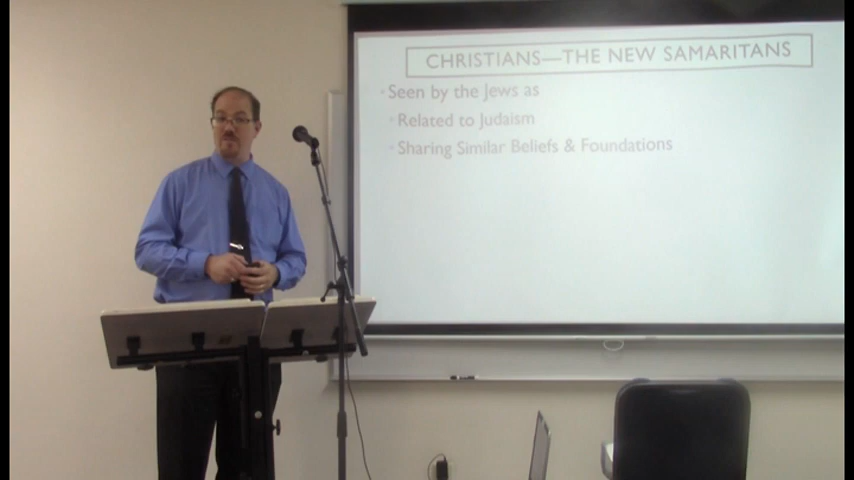 CHRISTIANS—THE NEW SAMARITANS
Seen by the Jews as
Related to Judaism
Sharing Similar Beliefs & Foundations